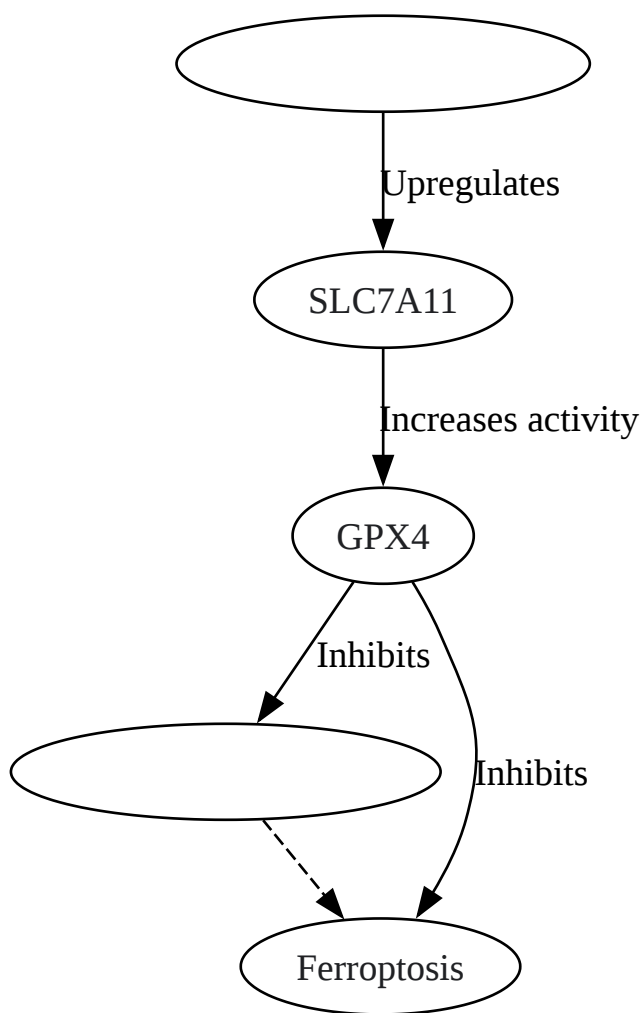 Upregulates
SLC7A11
Increases activity
GPX4
Inhibits
Inhibits
Ferroptosis